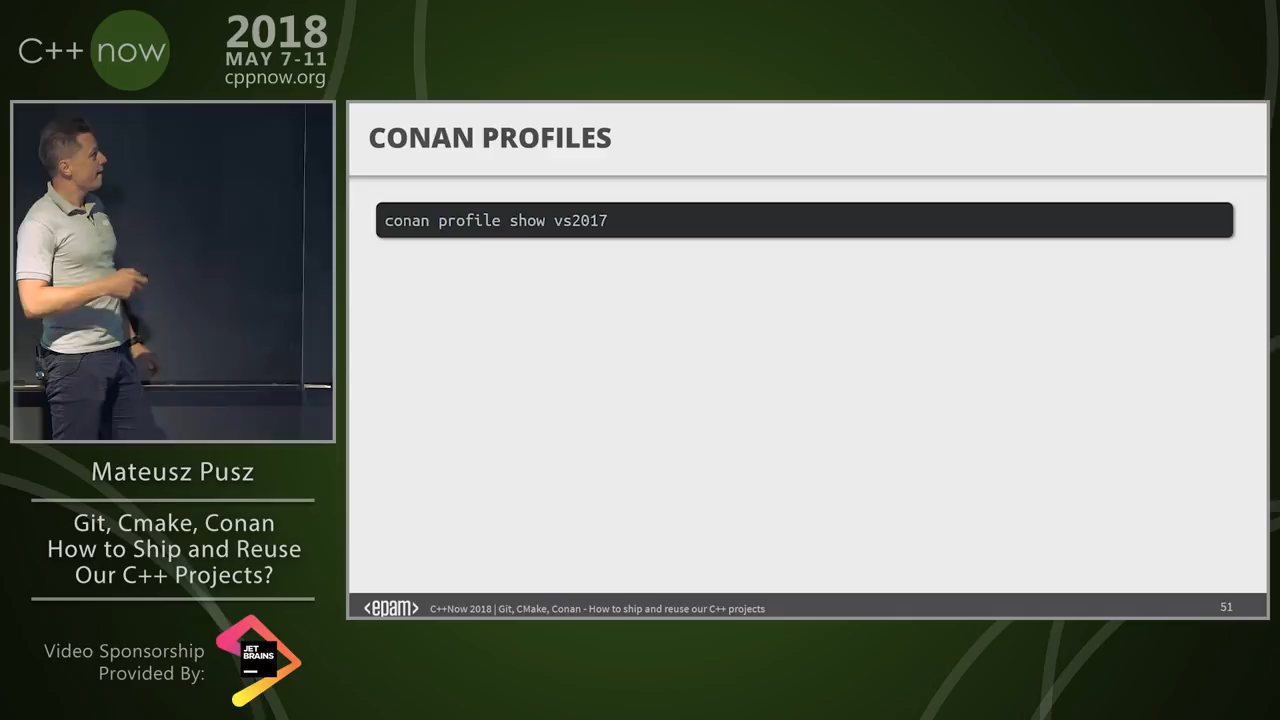 C++ now
2018
MAY 7-11
cppnow.org
CONAN PROFILES
conan profile show vs2017
Mateusz Pusz
Git, Cmake, Conan
How to Ship and Reuse
Our C++ Projects?
Video Sponsorship
Provided By:
JET
BRAINS
<epam>
C++Now 2018 | Git, CMake, Conan - How to ship and reuse our C++ projects
51